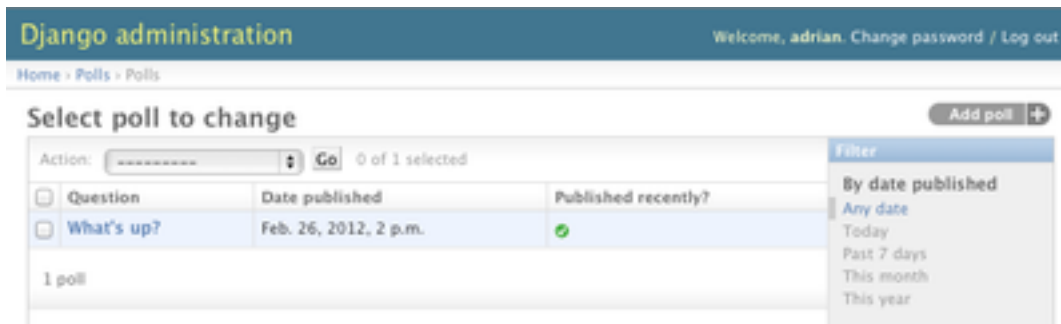 Django administration
Welcome, adrian. Change password / Log out
Home › Polls › Polls
Select poll to change
Add poll +
Action: --------- Go 0 of 1 selected
Filter
Question Date published Published recently?
What's up? Feb. 26, 2012, 2 p.m.
1 poll
By date published
Any date
Today
Past 7 days
This month
This year